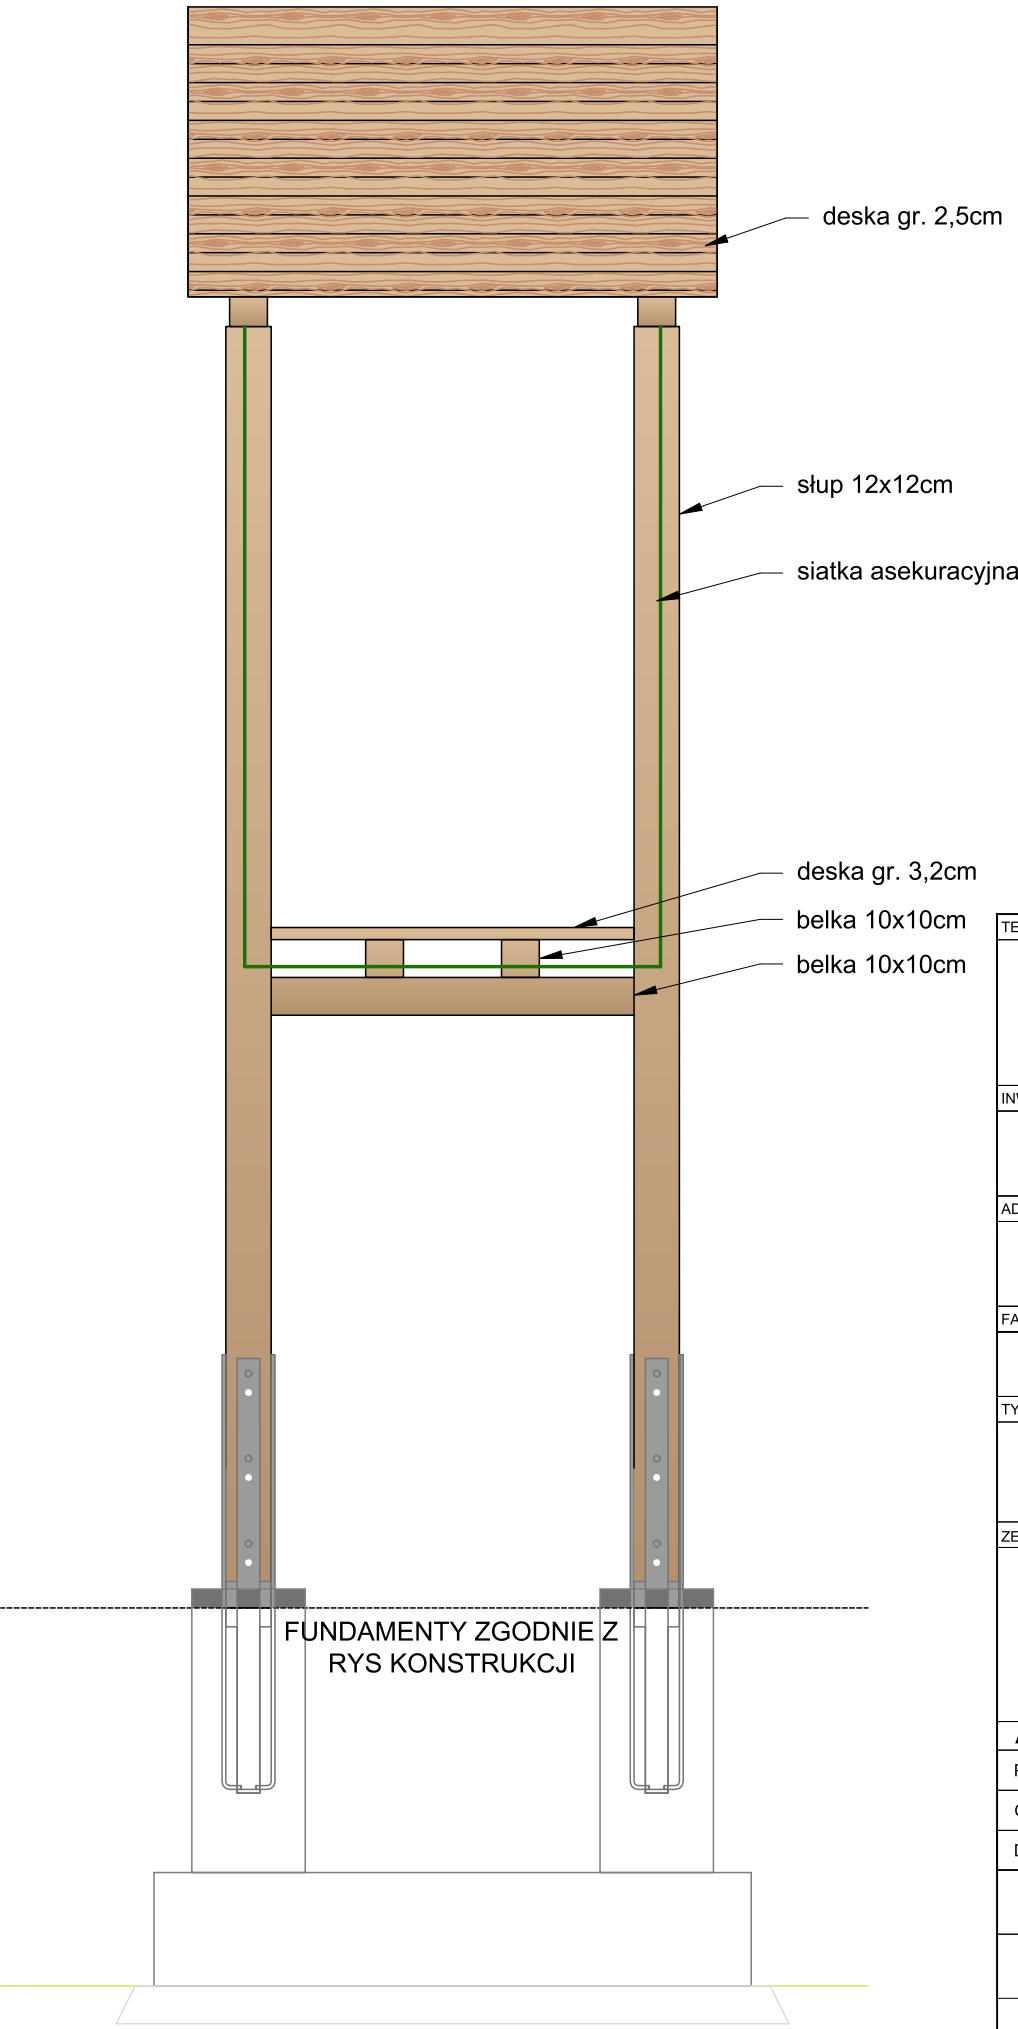 deska gr. 2,5cm
słup 12x12cm
siatka asekuracyjna
deska gr. 3,2cm
belka 10x10cm
belka 10x10cm
FUNDAMENTY ZGODNIE Z
RYS KONSTRUKCJI